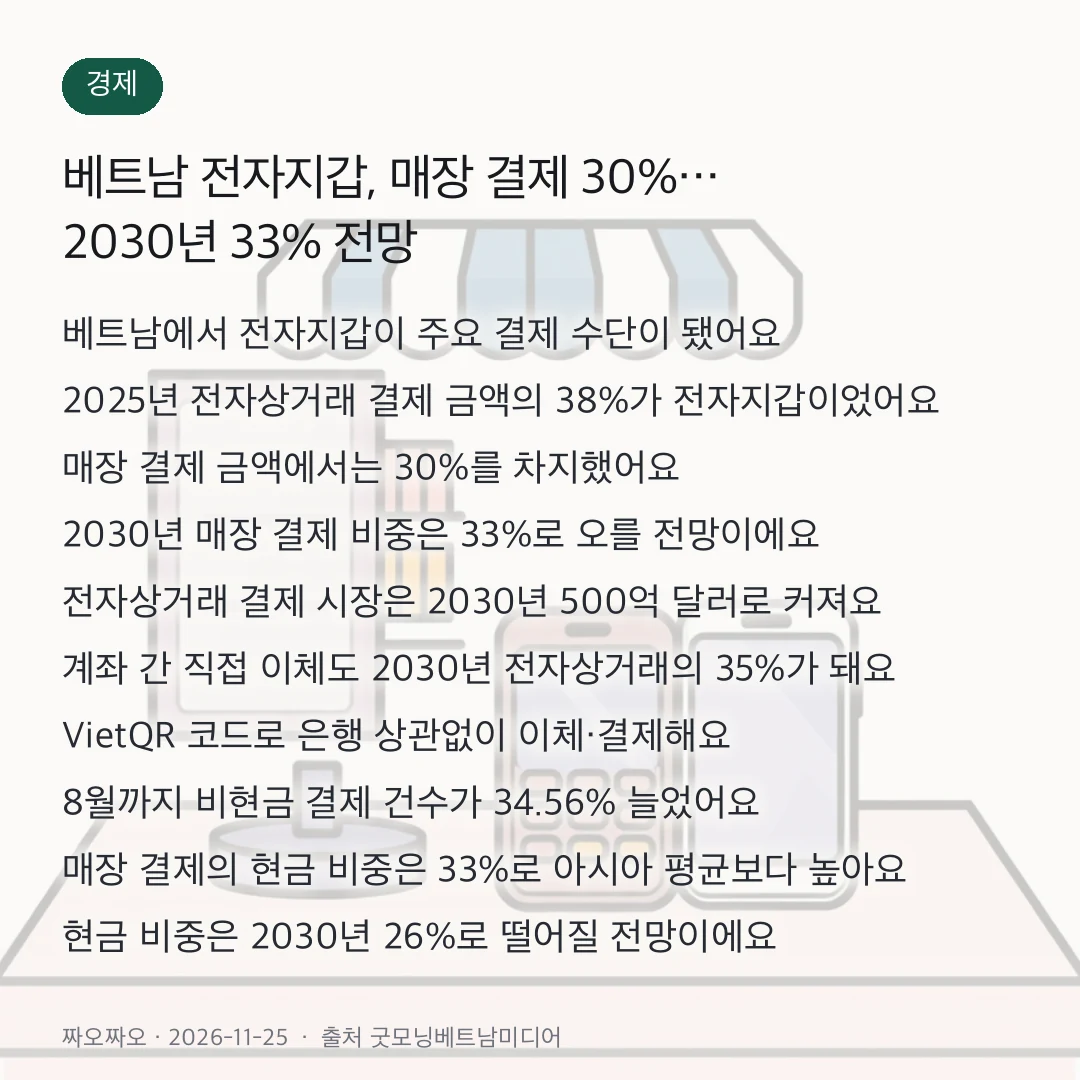 경제
베트남 전자지갑, 매장 결제 30%…
2030년 33% 전망
베트남에서 전자지갑이 주요 결제 수단이 됐어요
2025년 전자상거래 결제 금액의 38%가 전자지갑이었어요
매장 결제 금액에서는 30%를 차지했어요
2030년 매장 결제 비중은 33%로 오를 전망이에요
전자상거래 결제 시장은 2030년 500억 달러로 커져요
계좌 간 직접 이체도 2030년 전자상거래의 35%가 돼요
VietQR 코드로 은행 상관없이 이체·결제해요
8월까지 비현금 결제 건수가 34.56% 늘었어요
매장 결제의 현금 비중은 33%로 아시아 평균보다 높아요
현금 비중은 2030년 26%로 떨어질 전망이에요
짜오짜오 · 2026-11-25 · 출처 굿모닝베트남미디어